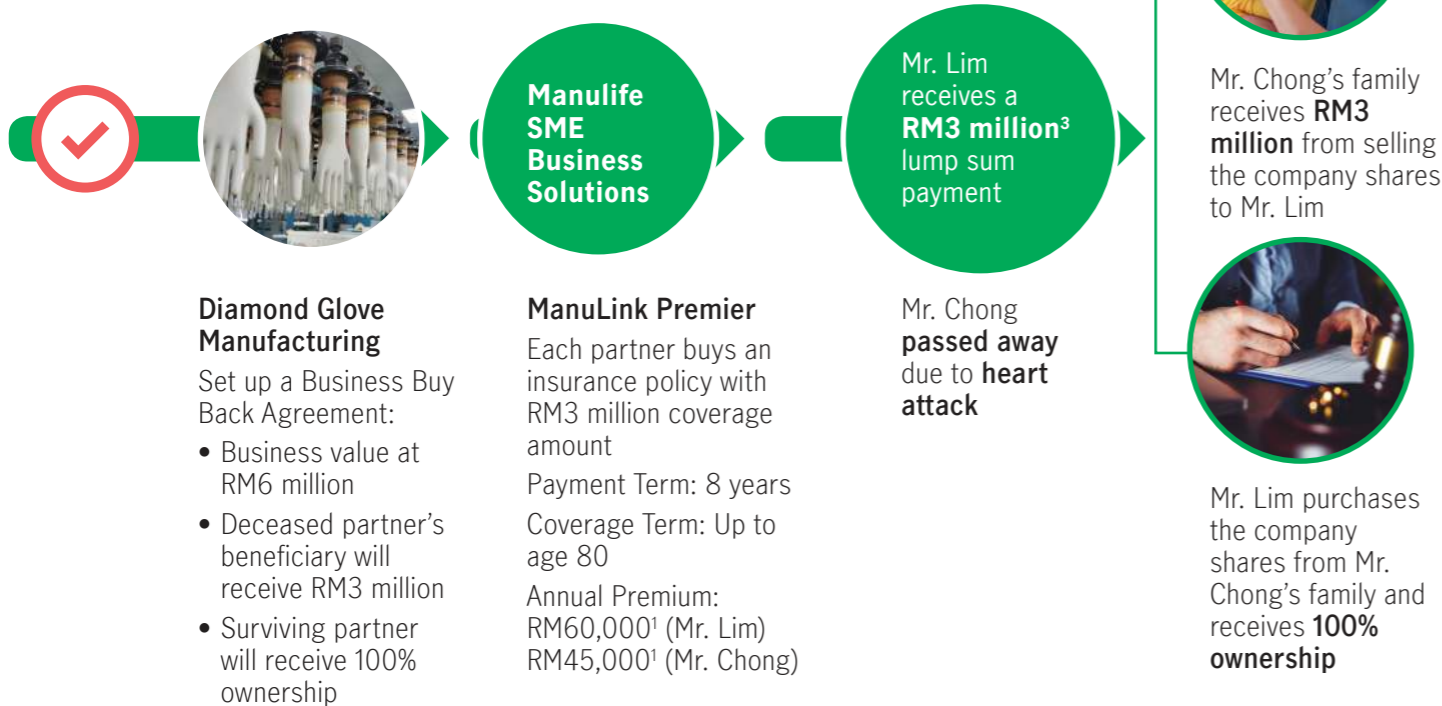 Manulife
SME
Business
Solutions
Mr. Lim
receives a
RM3 million³
lump sum
payment
Mr. Chong's family
receives RM3
million from selling
the company shares
to Mr. Lim
Diamond Glove
Manufacturing
Set up a Business Buy
Back Agreement:
• Business value at
RM6 million
• Deceased partner's
beneficiary will
receive RM3 million
• Surviving partner
will receive 100%
ownership
ManuLink Premier
Each partner buys an
insurance policy with
RM3 million coverage
amount
Payment Term: 8 years
Coverage Term: Up to
age 80
Annual Premium:
RM60,000¹ (Mr. Lim)
RM45,000¹ (Mr. Chong)
Mr. Chong
passed away
due to heart
attack
Mr. Lim purchases
the company
shares from Mr.
Chong's family and
receives 100%
ownership